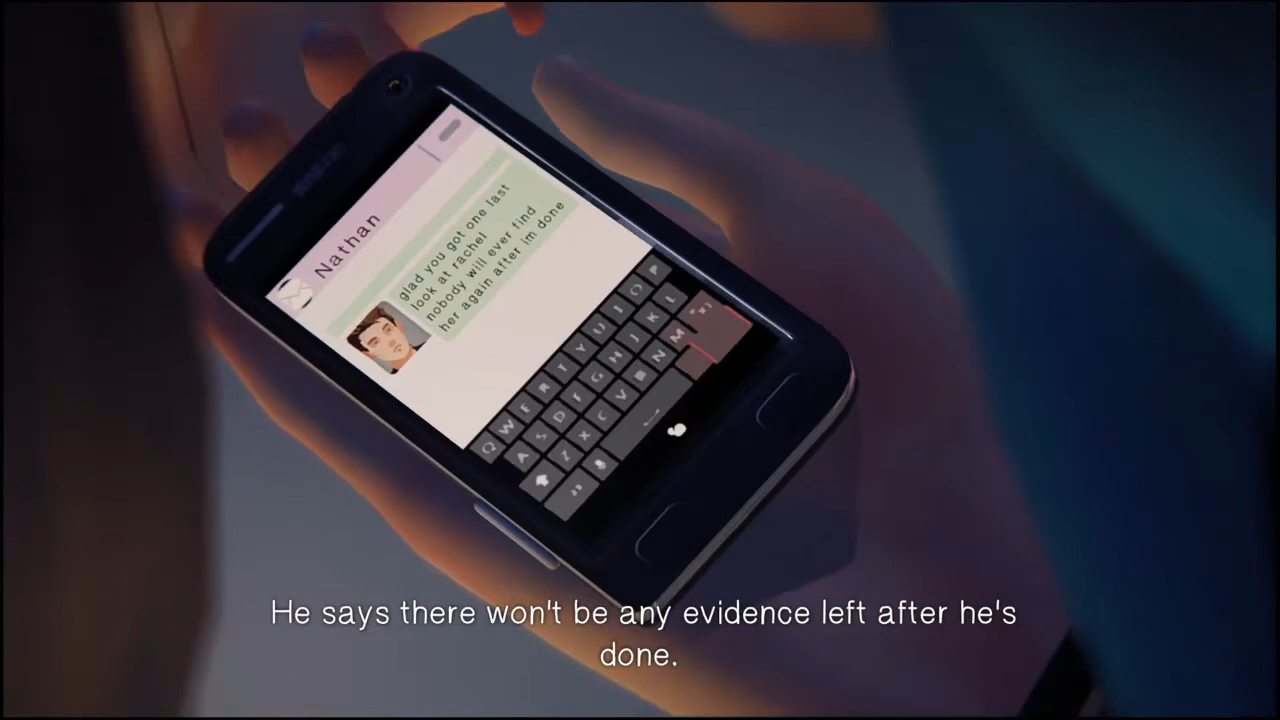 Nathan
glad you got one last
look at rachel
nobody will ever find
her again after im done
Q W E R T Y U I O P
A S D F G H J K L
Z X C V B N M
He says there won't be any evidence left after he's
done.